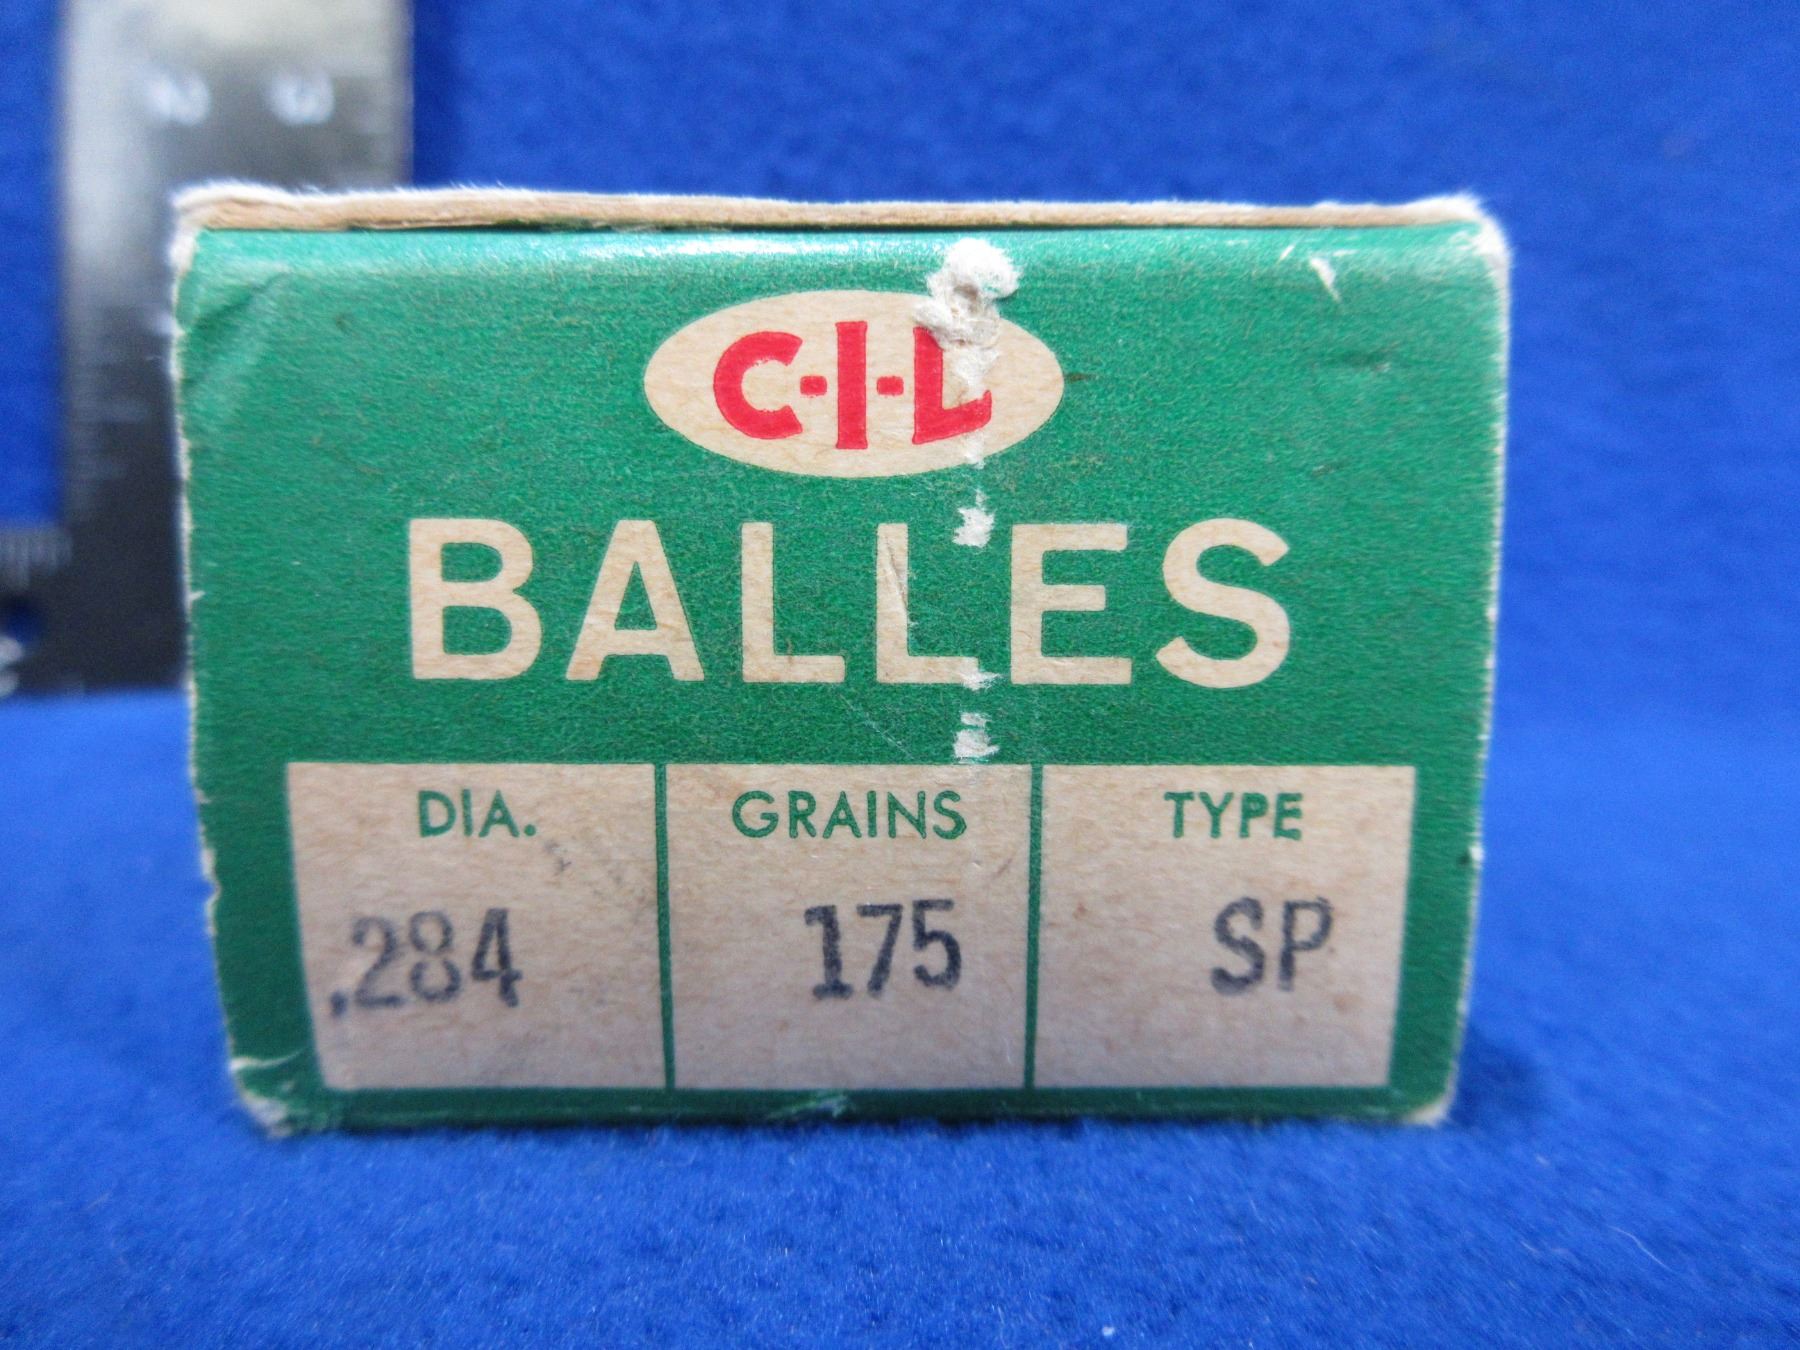 C-I-L
BALLES
DIA. GRAINS TYPE
.284 175 SP